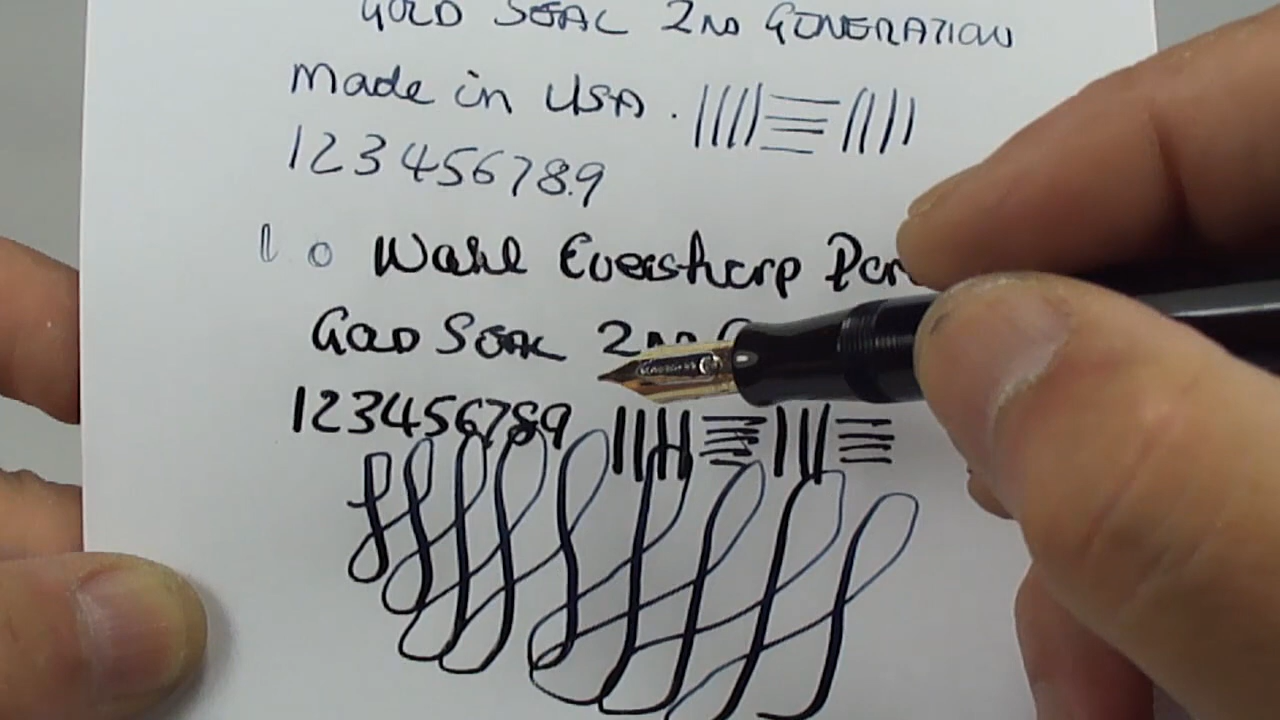 GOLD SEAL 2ND GENERATION
made in USA.
123456789
Wahl Eversharp
GOLD SEAL 2ND G
123456789